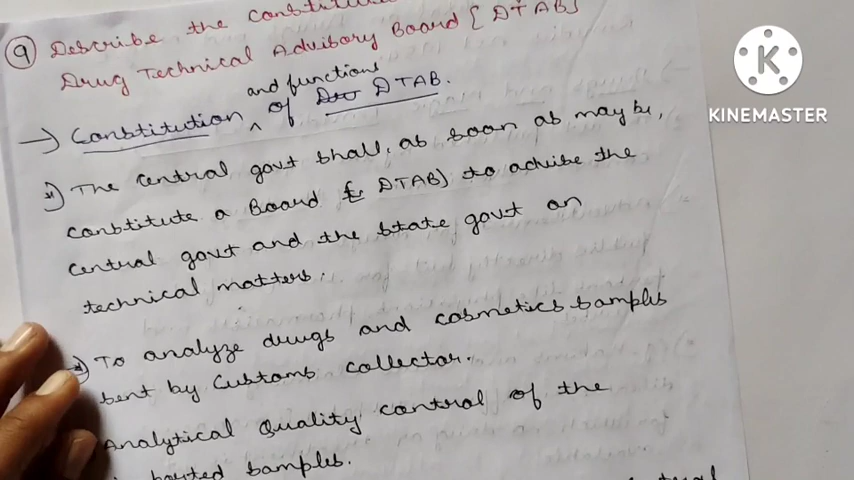 9 Describe the
Drug Technical Advisory Board [DTAB]
→ Constitution and functions of DTAB.
*) The central govt shall, as soon as may be,
constitute a Board [DTAB] to advise the
central govt and the state govt on
technical matters.
*) To analyze drugs and cosmetics samples
sent by Customs collector.
Analytical Quality control of the
samples.
K
KINEMASTER